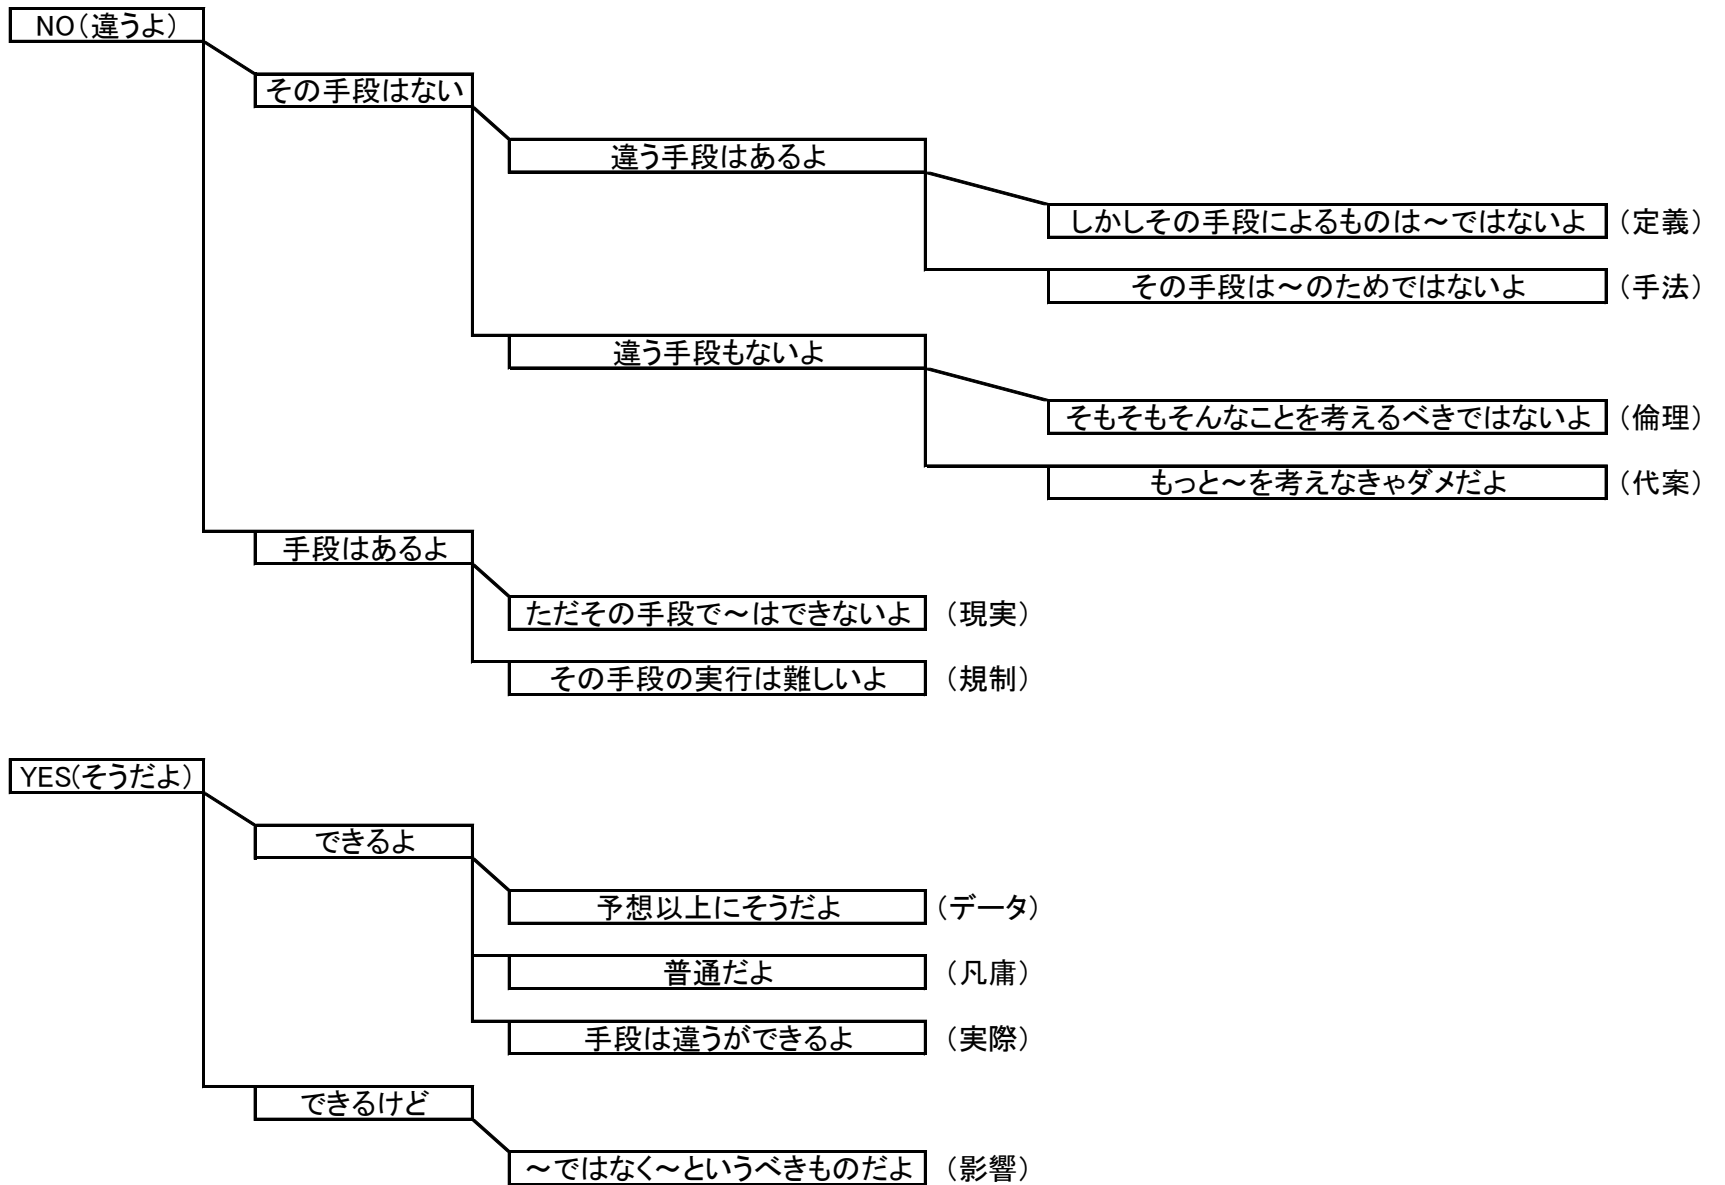 NO(違うよ)
その手段はない
違う手段はあるよ
しかしその手段によるものは～ではないよ (定義)
その手段は～のためではないよ (手法)
違う手段もないよ
そもそもそんなことを考えるべきではないよ (倫理)
もっと～を考えなきゃダメだよ (代案)
手段はあるよ
ただその手段で～はできないよ (現実)
その手段の実行は難しいよ (規制)
YES(そうだよ)
できるよ
予想以上にそうだよ (データ)
普通だよ (凡庸)
手段は違うができるよ (実際)
できるけど
～ではなく～というべきものだよ (影響)